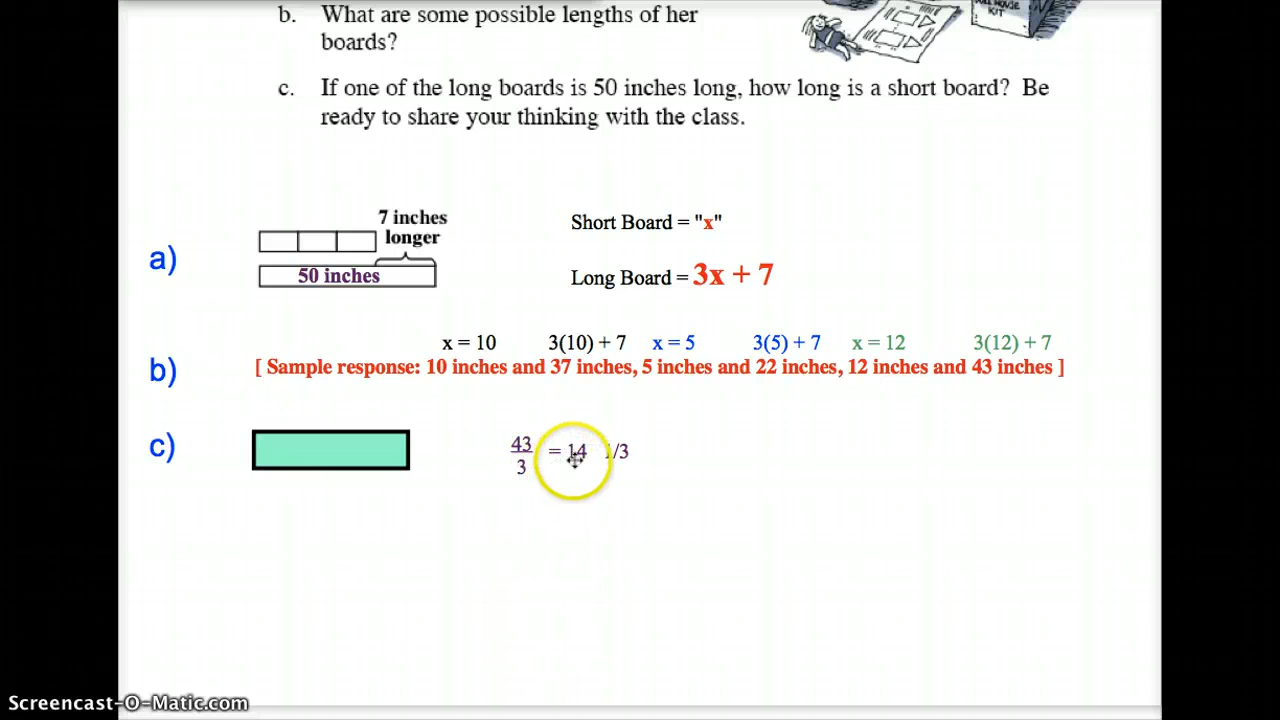 b. What are some possible lengths of her
boards?
KIT
c. If one of the long boards is 50 inches long, how long is a short board? Be
ready to share your thinking with the class.
7 inches
longer
Short Board = "x"
a)
50 inches
Long Board = 3x + 7
x = 10 3(10) + 7 x = 5 3(5) + 7 x = 12 3(12) + 7
b) [ Sample response: 10 inches and 37 inches, 5 inches and 22 inches, 12 inches and 43 inches ]
c) 43
= 14 1/3
3
Screencast-O-Matic.com